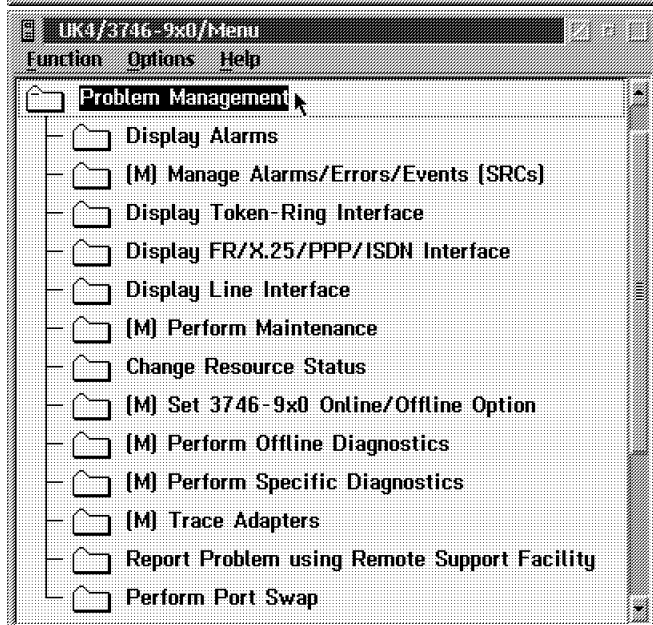 UK4/3746-9x0/Menu
Function Options Help
Problem Management
Display Alarms
(M) Manage Alarms/Errors/Events (SRCs)
Display Token-Ring Interface
Display FR/X.25/PPP/ISDN Interface
Display Line Interface
(M) Perform Maintenance
Change Resource Status
(M) Set 3746-9x0 Online/Offline Option
(M) Perform Offline Diagnostics
(M) Perform Specific Diagnostics
(M) Trace Adapters
Report Problem using Remote Support Facility
Perform Port Swap